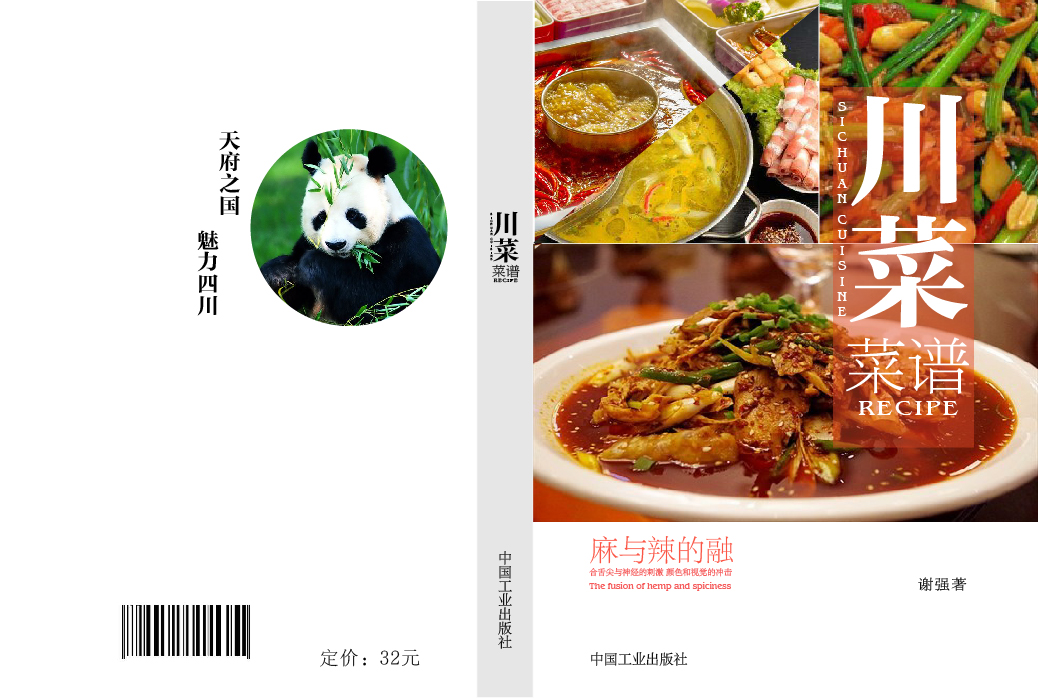 天府之国
魅力四川
定价：32元
川菜
SICHUAN CUISINE
菜谱
RECIPE
中国工业出版社
SICHUAN CUISINE
川菜
菜谱
RECIPE
麻与辣的融
合舌尖与神经的刺激 颜色和视觉的冲击
The fusion of hemp and spiciness
谢强著
中国工业出版社